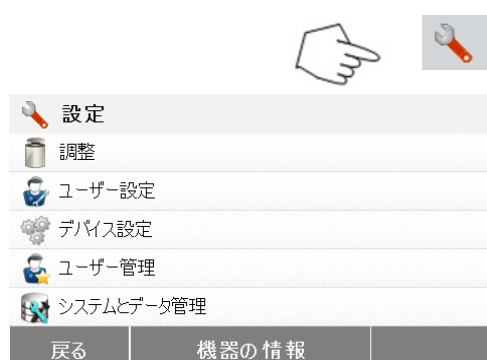 設定
調整
ユーザー設定
デバイス設定
ユーザー管理
システムとデータ管理
戻る 機器の情報